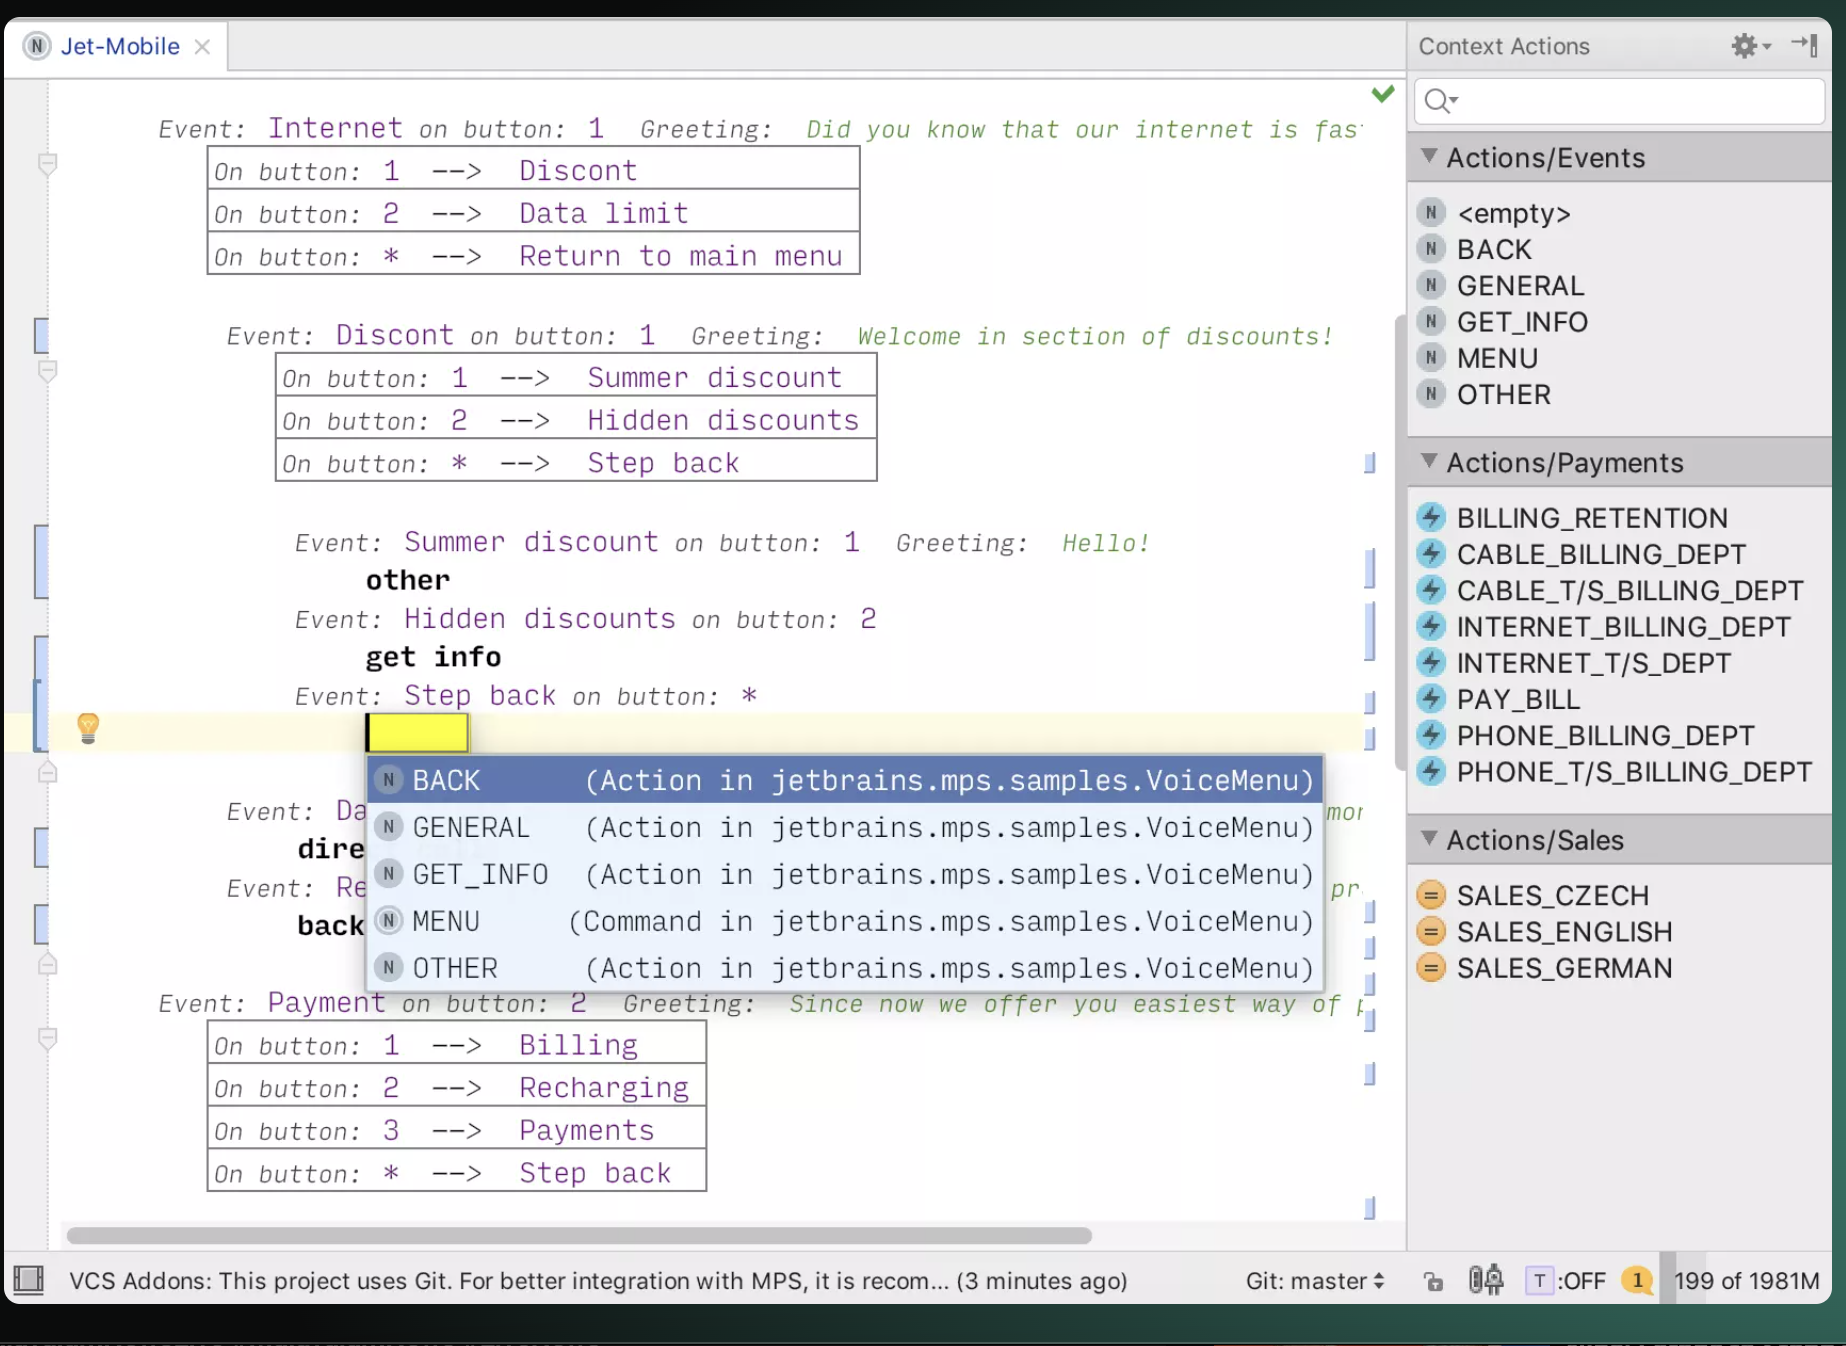 Jet-Mobile
Event: Internet on button: 1 Greeting: Did you know that our internet is fas
On button: 1 --> Discont
On button: 2 --> Data limit
On button: * --> Return to main menu
Event: Discont on button: 1 Greeting: Welcome in section of discounts!
On button: 1 --> Summer discount
On button: 2 --> Hidden discounts
On button: * --> Step back
Event: Summer discount on button: 1 Greeting: Hello!
other
Event: Hidden discounts on button: 2
get info
Event: Step back on button: *
BACK (Action in jetbrains.mps.samples.VoiceMenu)
GENERAL (Action in jetbrains.mps.samples.VoiceMenu)
GET_INFO (Action in jetbrains.mps.samples.VoiceMenu)
MENU (Command in jetbrains.mps.samples.VoiceMenu)
OTHER (Action in jetbrains.mps.samples.VoiceMenu)
Event: Da mor
dire
Event: Re pr
back
Event: Payment on button: 2 Greeting: Since now we offer you easiest way of
On button: 1 --> Billing
On button: 2 --> Recharging
On button: 3 --> Payments
On button: * --> Step back
Context Actions
Actions/Events
N <empty>
N BACK
N GENERAL
N GET_INFO
N MENU
N OTHER
Actions/Payments
BILLING_RETENTION
CABLE_BILLING_DEPT
CABLE_T/S_BILLING_DEPT
INTERNET_BILLING_DEPT
INTERNET_T/S_DEPT
PAY_BILL
PHONE_BILLING_DEPT
PHONE_T/S_BILLING_DEPT
Actions/Sales
SALES_CZECH
SALES_ENGLISH
SALES_GERMAN
VCS Addons: This project uses Git. For better integration with MPS, it is recom... (3 minutes ago) Git: master T :OFF 1 199 of 1981M